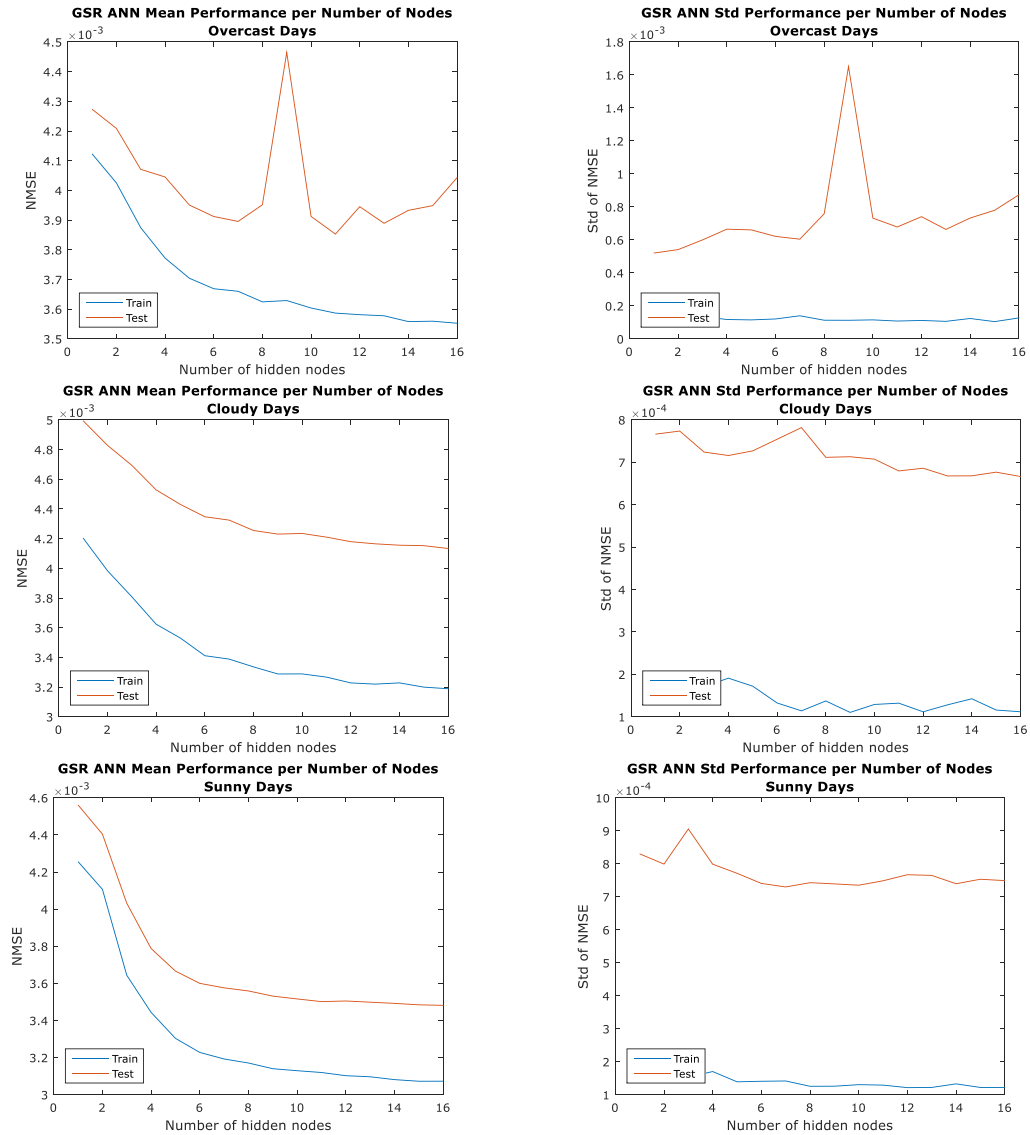 GSR ANN Mean Performance per Number of Nodes
Overcast Days
×10⁻³
4.5
4.4
4.3
4.2
4.1
4
3.9
3.8
3.7
3.6
3.5
NMSE
Train
Test
0 2 4 6 8 10 12 14 16
Number of hidden nodes
GSR ANN Std Performance per Number of Nodes
Overcast Days
×10⁻³
1.8
1.6
1.4
1.2
1
0.8
0.6
0.4
0.2
0
Std of NMSE
Train
Test
0 2 4 6 8 10 12 14 16
Number of hidden nodes
GSR ANN Mean Performance per Number of Nodes
Cloudy Days
×10⁻³
5
4.8
4.6
4.4
4.2
4
3.8
3.6
3.4
3.2
3
NMSE
Train
Test
0 2 4 6 8 10 12 14 16
Number of hidden nodes
GSR ANN Std Performance per Number of Nodes
Cloudy Days
×10⁻⁴
8
7
6
5
4
3
2
1
Std of NMSE
Train
Test
0 2 4 6 8 10 12 14 16
Number of hidden nodes
GSR ANN Mean Performance per Number of Nodes
Sunny Days
×10⁻³
4.6
4.4
4.2
4
3.8
3.6
3.4
3.2
3
NMSE
Train
Test
0 2 4 6 8 10 12 14 16
Number of hidden nodes
GSR ANN Std Performance per Number of Nodes
Sunny Days
×10⁻⁴
10
9
8
7
6
5
4
3
2
1
Std of NMSE
Train
Test
0 2 4 6 8 10 12 14 16
Number of hidden nodes